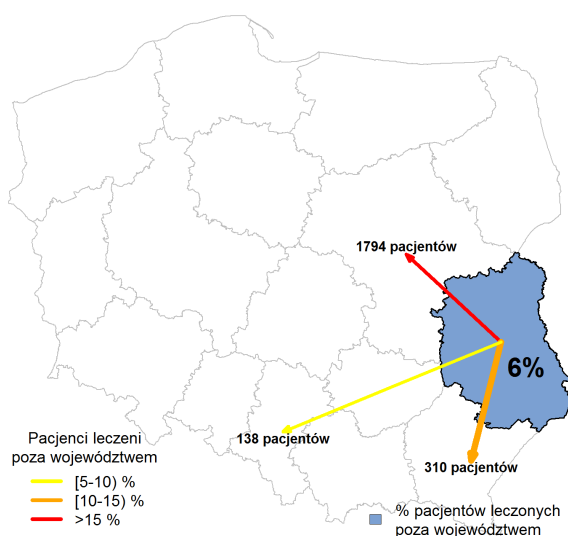 1794 pacjentów
6%
138 pacjentów
310 pacjentów
Pacjenci leczeni
poza województwem
[5-10) %
[10-15) %
>15 %
% pacjentów leczonych
poza województwem